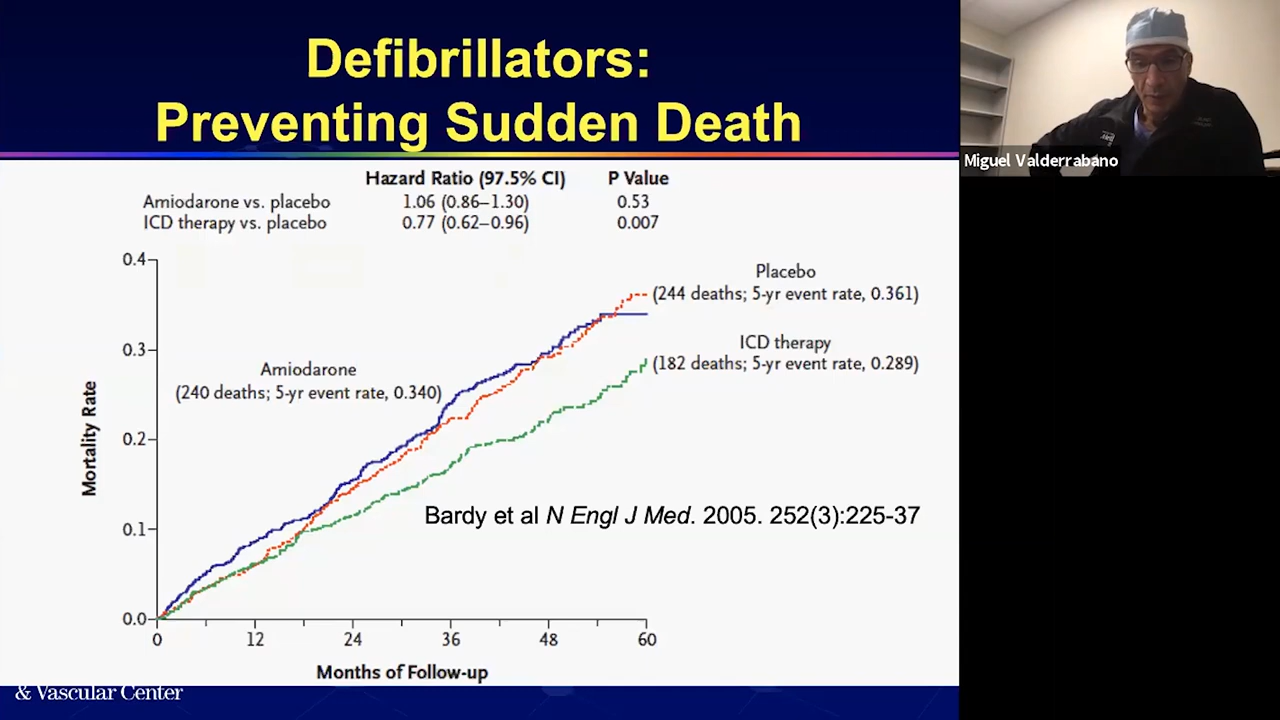 Defibrillators:
Preventing Sudden Death
Miguel Valderrabano
Hazard Ratio (97.5% CI) P Value
Amiodarone vs. placebo 1.06 (0.86–1.30) 0.53
ICD therapy vs. placebo 0.77 (0.62–0.96) 0.007
0.4
Placebo
(244 deaths; 5-yr event rate, 0.361)
ICD therapy
(182 deaths; 5-yr event rate, 0.289)
0.3
Amiodarone
(240 deaths; 5-yr event rate, 0.340)
Mortality Rate
0.2
Bardy et al N Engl J Med. 2005. 252(3):225-37
0.1
0.0
0 12 24 36 48 60
Months of Follow-up
& Vascular Center